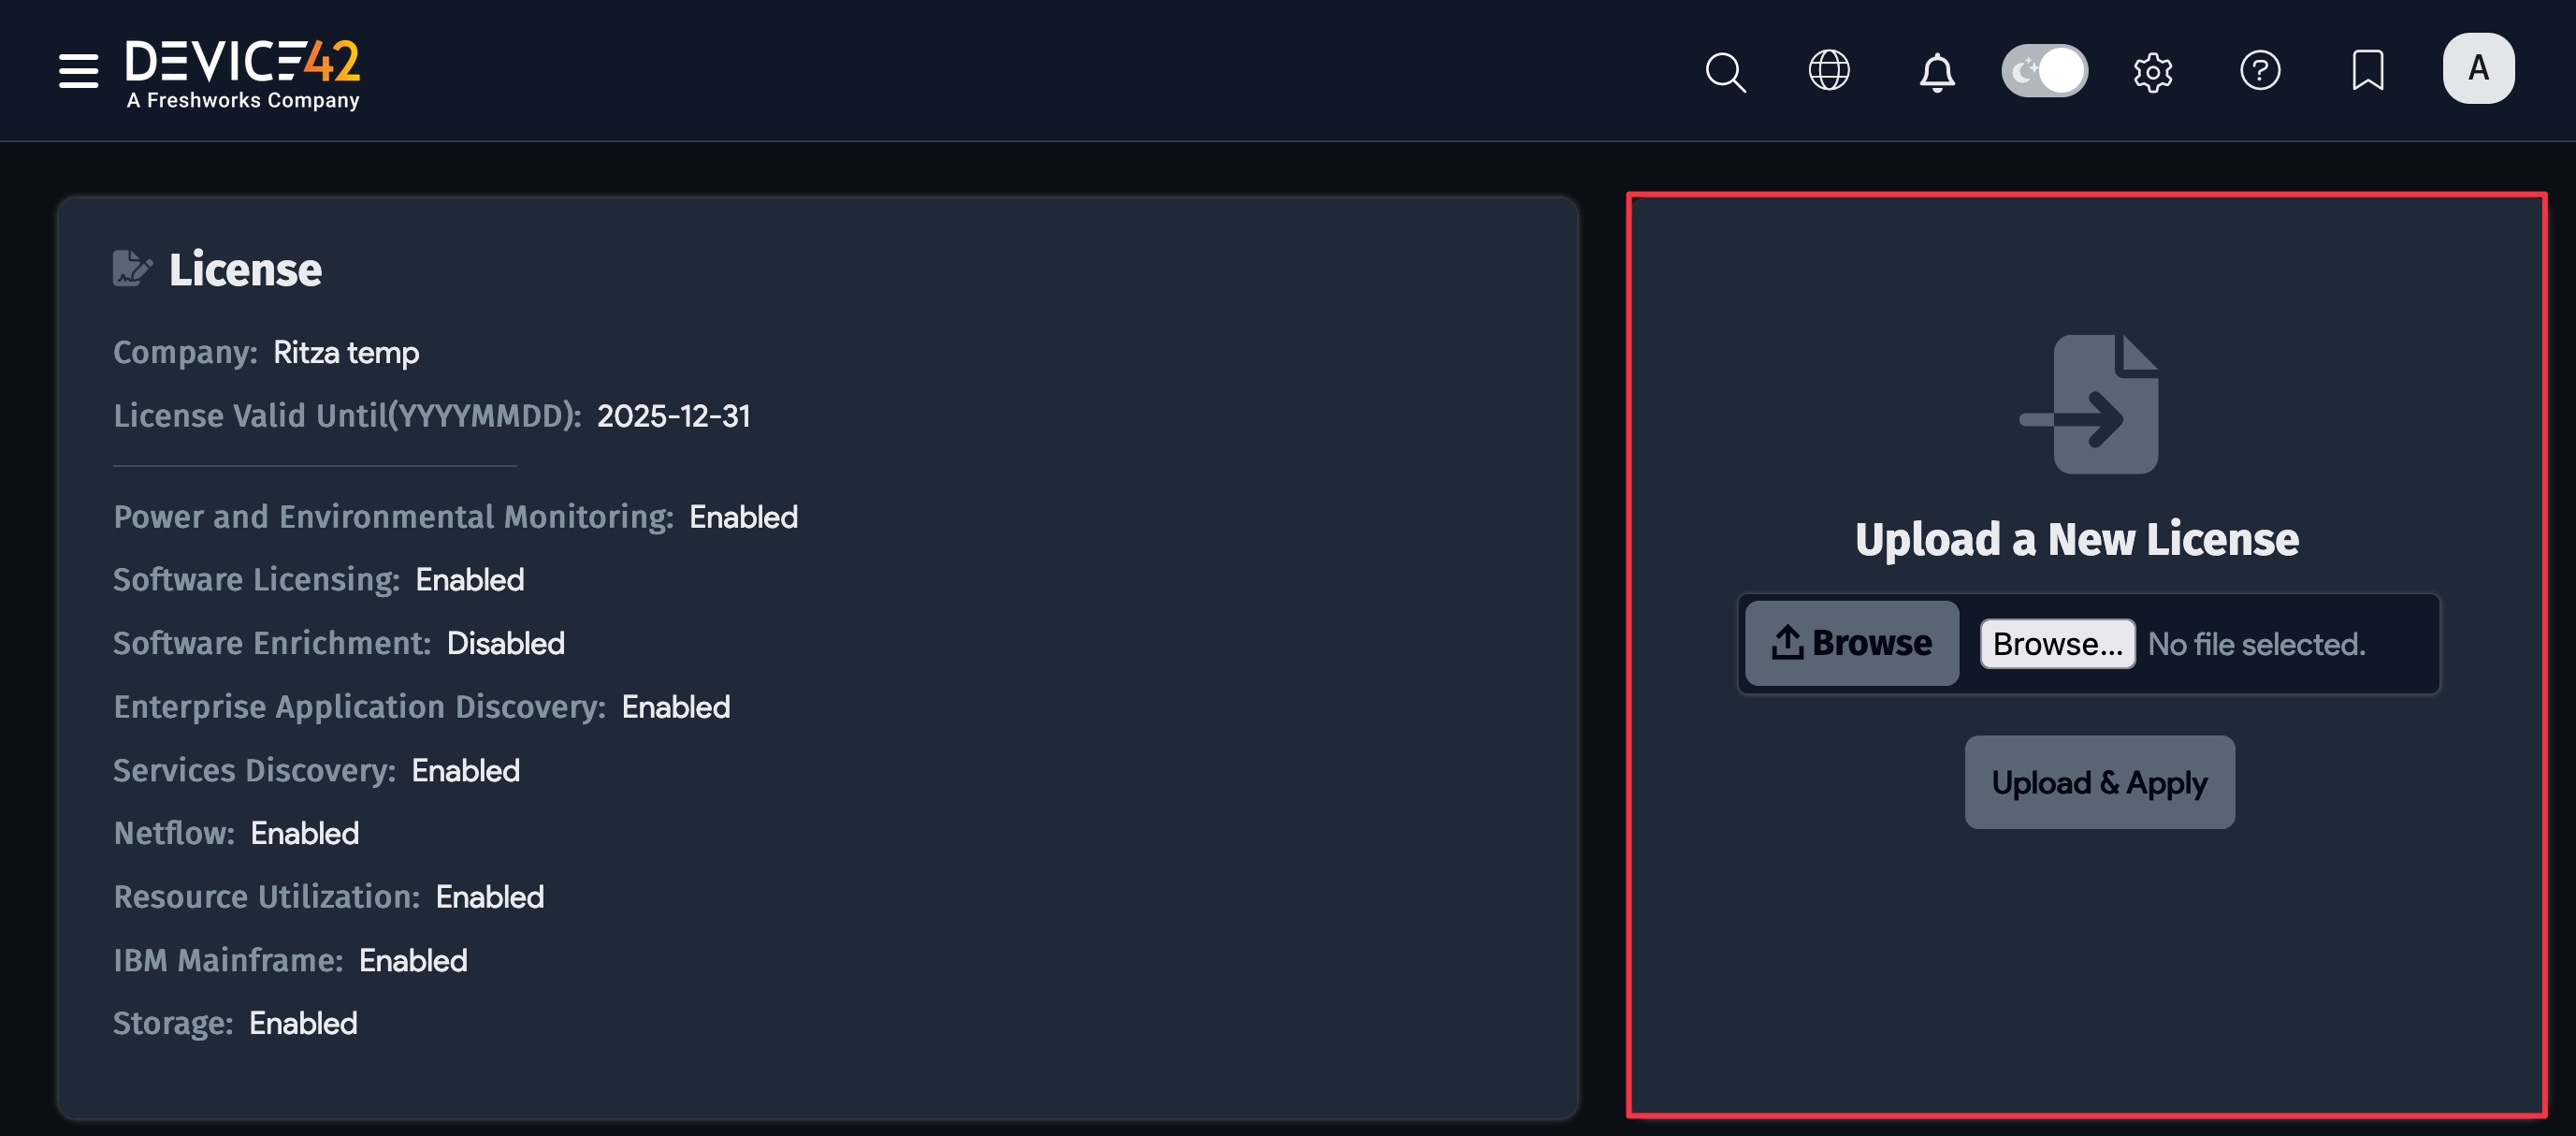 DEVICE42
A Freshworks Company
A
License
Company: Ritza temp
License Valid Until(YYYYMMDD): 2025-12-31
Power and Environmental Monitoring: Enabled
Software Licensing: Enabled
Software Enrichment: Disabled
Enterprise Application Discovery: Enabled
Services Discovery: Enabled
Netflow: Enabled
Resource Utilization: Enabled
IBM Mainframe: Enabled
Storage: Enabled
Upload a New License
Browse Browse... No file selected.
Upload & Apply